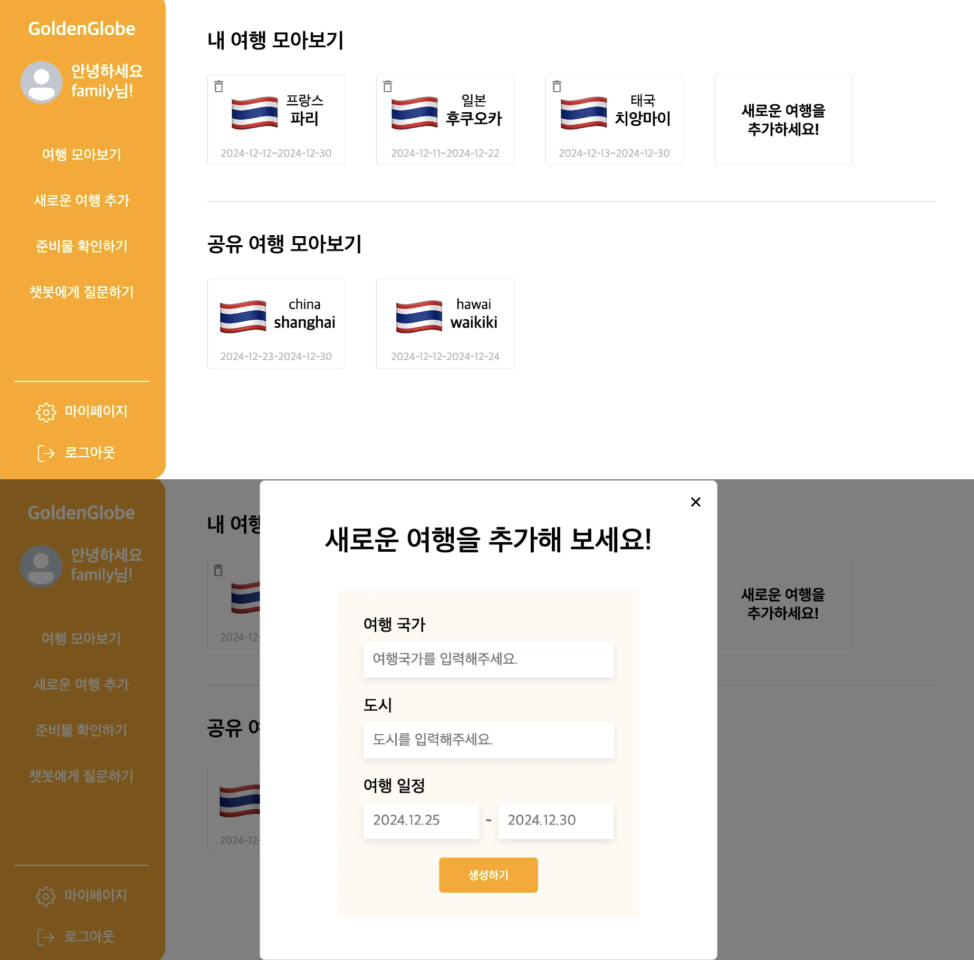 GoldenGlobe
안녕하세요
family님!
여행 모아보기
새로운 여행 추가
준비물 확인하기
챗봇에게 질문하기
마이페이지
로그아웃
내 여행 모아보기
프랑스
파리
2024-12-12~2024-12-30
일본
후쿠오카
2024-12-11~2024-12-22
태국
치앙마이
2024-12-13~2024-12-30
새로운 여행을
추가하세요!
공유 여행 모아보기
china
shanghai
2024-12-23-2024-12-30
hawai
waikiki
2024-12-12-2024-12-24
GoldenGlobe
안녕하세요
family님!
여행 모아보기
새로운 여행 추가
준비물 확인하기
챗봇에게 질문하기
마이페이지
로그아웃
내 여행
2024-12-
새로운 여행을
추가하세요!
공유 여
2024-12-
새로운 여행을 추가해 보세요!
여행 국가
여행국가를 입력해주세요.
도시
도시를 입력해주세요.
여행 일정
2024.12.25 ~ 2024.12.30
생성하기